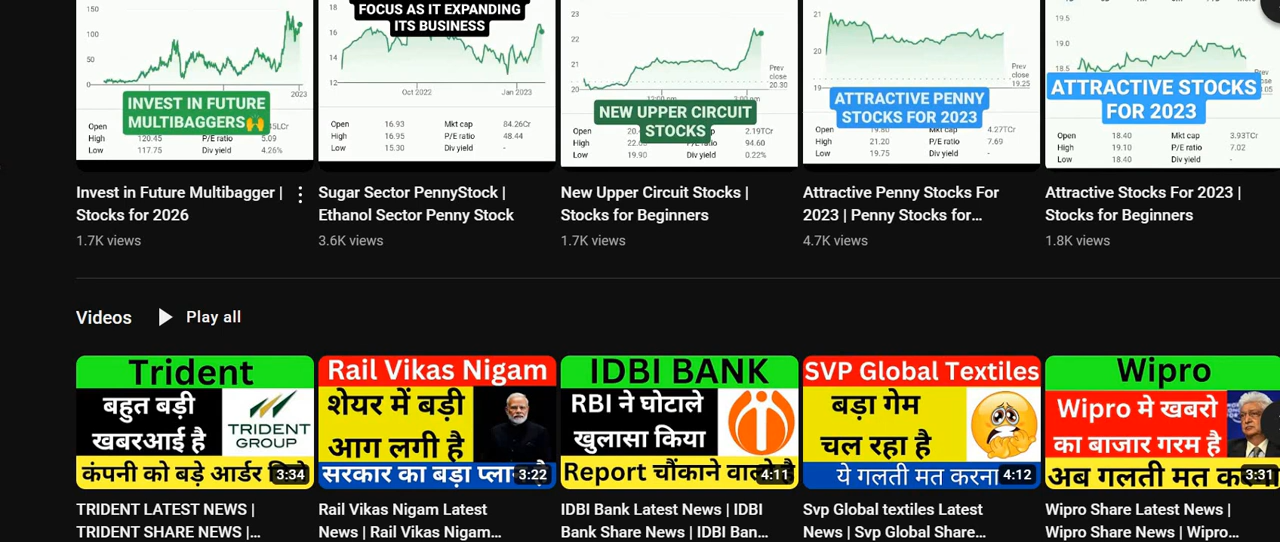 150
100
50
0
2023
INVEST IN FUTURE
MULTIBAGGERS🙌
Open
High 120.45 P/E ratio 5.09
Low 117.75 Div yield 4.26%
18
FOCUS AS IT EXPANDING
ITS BUSINESS
16
14
12
Oct 2022 Jan 2023
Open 16.93 Mkt cap 84.26Cr
High 16.95 P/E ratio 48.44
Low 15.30 Div yield -
23
22
21
20
Prev
close
20.30
NEW UPPER CIRCUIT
STOCKS
Open 2.19TCr
High 94.60
Low 19.90 Div yield 0.22%
21
20
19
Prev
close
19.25
ATTRACTIVE PENNY
STOCKS FOR 2023
Open 19.80 Mkt cap 4.27Cr
High 21.20 P/E ratio 7.69
Low 19.75 Div yield -
19.5
19.0
18.5
Prev
ATTRACTIVE STOCKS
FOR 2023
Open 18.40 Mkt cap 3.93TCr
High 19.10 P/E ratio 7.02
Low 18.40 Div yield -
Invest in Future Multibagger |
Stocks for 2026
1.7K views
Sugar Sector PennyStock |
Ethanol Sector Penny Stock
3.6K views
New Upper Circuit Stocks |
Stocks for Beginners
1.7K views
Attractive Penny Stocks For
2023 | Penny Stocks for...
4.7K views
Attractive Stocks For 2023 |
Stocks for Beginners
1.8K views
Videos Play all
Trident
बहुत बड़ी
खबरआई है
TRIDENT
GROUP
कंपनी को बड़े आर्डर
3:34
Rail Vikas Nigam
शेयर में बड़ी
आग लगी है
सरकार का बड़ा
3:22
IDBI BANK
RBI ने घोटाले
खुलासा किया
Report चौंकाने
4:11
SVP Global Textiles
बड़ा गेम
चल रहा है
ये गलती मत करना
4:12
Wipro
Wipro मे खबरो
का बाजार गरम है
अब गलती मत
3:31
TRIDENT LATEST NEWS |
TRIDENT SHARE NEWS |...
Rail Vikas Nigam Latest
News | Rail Vikas Nigam...
IDBI Bank Latest News | IDBI
Bank Share News | IDBI Ban...
Svp Global textiles Latest
News | Svp Global Share...
Wipro Share Latest News |
Wipro Share News | Wipro...